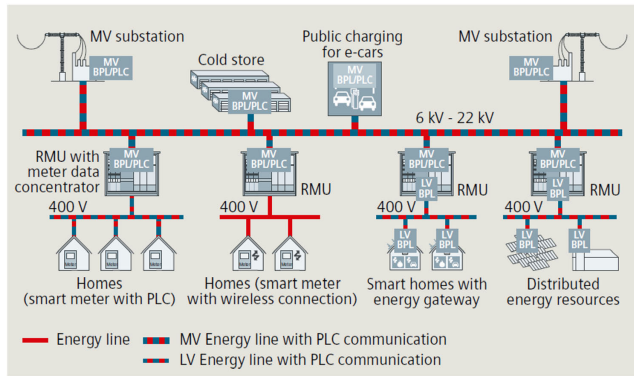 MV substation
MV
BPL/PLC
Cold store
MV
BPL/PLC
Public charging
for e-cars
MV
BPL/PLC
MV substation
MV
BPL/PLC
6 kV - 22 kV
RMU with
meter data
concentrator
MV
BPL/PLC
400 V
MV
BPL/PLC
RMU
400 V
MV
BPL/PLC
LV
BPL
RMU
400 V
MV
BPL/PLC
LV
BPL
RMU
400 V
LV
BPL
LV
BPL
LV
BPL
LV
BPL
Homes
(smart meter with PLC)
Homes (smart meter
with wireless connection)
Smart homes with
energy gateway
Distributed
energy resources
Energy line
MV Energy line with PLC communication
LV Energy line with PLC communication